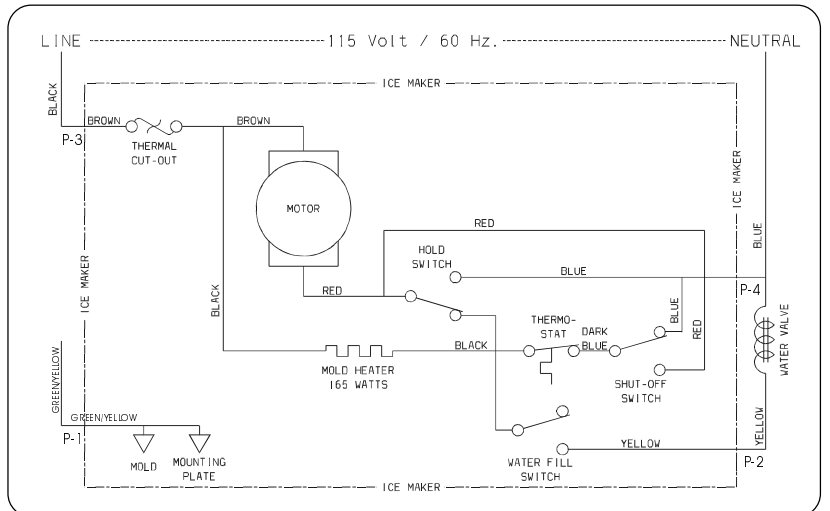 LINE 115 Volt / 60 Hz. NEUTRAL
ICE MAKER
BLACK
BROWN
BROWN
P-3
THERMAL
CUT-OUT
MOTOR
ICE MAKER
RED
HOLD
SWITCH
BLUE
BLUE
ICE MAKER
RED
P-4
BLACK
THERMO-
STAT
DARK
BLUE
BLUE
RED
BLACK
MOLD HEATER
165 WATTS
SHUT-OFF
SWITCH
WATER VALVE
GREEN/YELLOW
GREEN/YELLOW
P-1
MOLD
MOUNTING
PLATE
WATER FILL
SWITCH
YELLOW
YELLOW
P-2
ICE MAKER